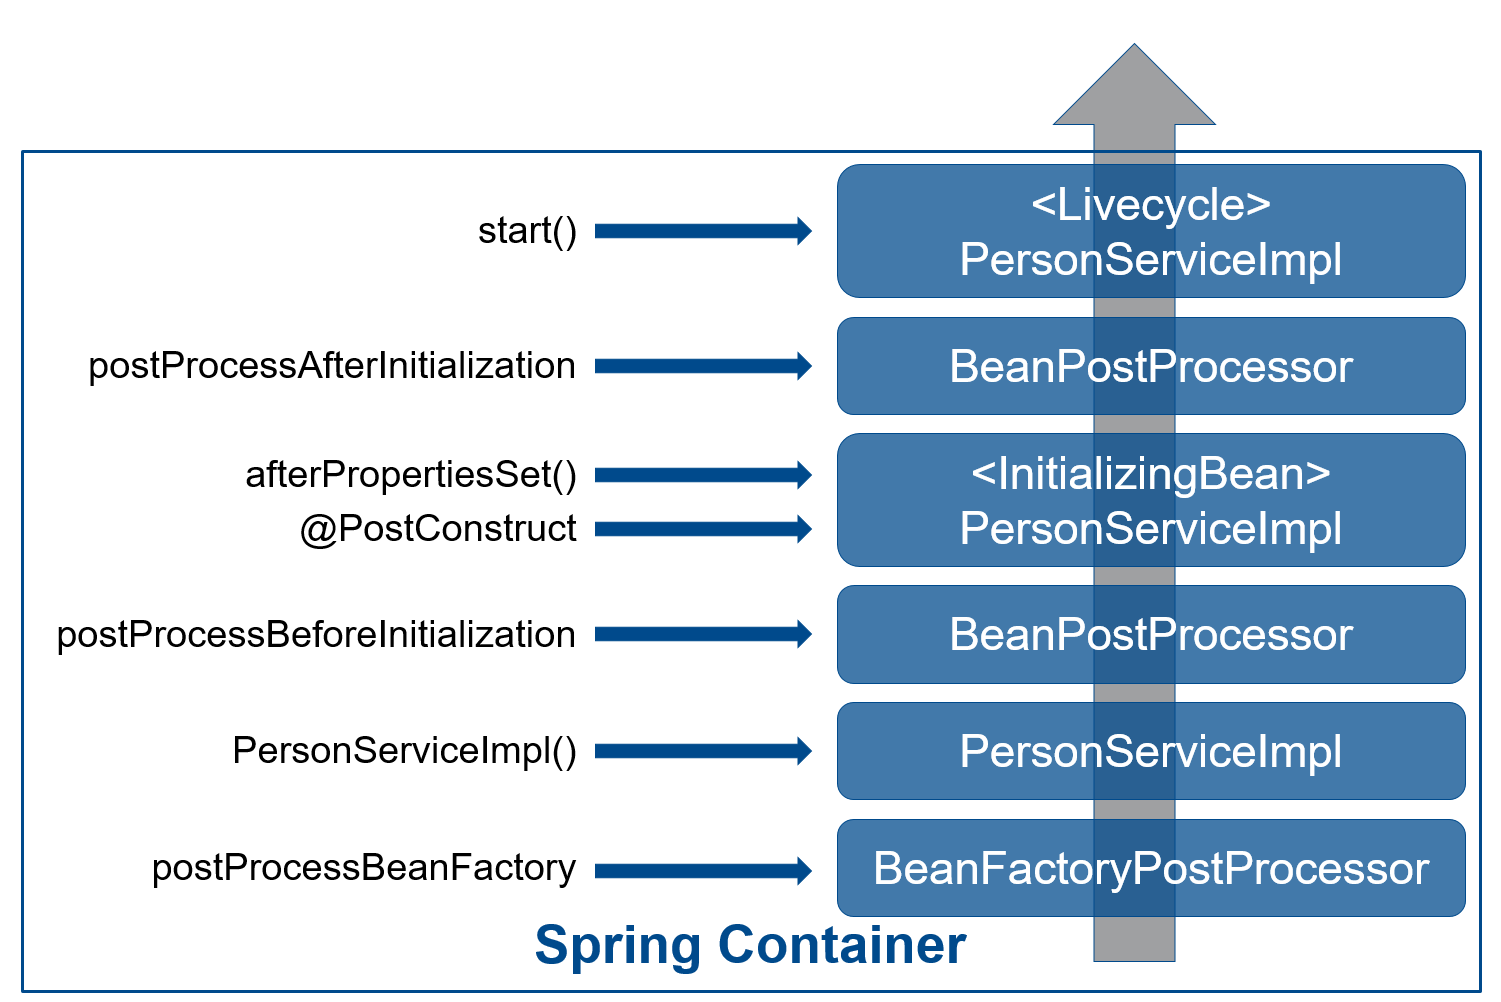 start()
<Livecycle>
PersonServiceImpl
postProcessAfterInitialization
BeanPostProcessor
afterPropertiesSet()
@PostConstruct
<InitializingBean>
PersonServiceImpl
postProcessBeforeInitialization
BeanPostProcessor
PersonServiceImpl()
PersonServiceImpl
postProcessBeanFactory
BeanFactoryPostProcessor
Spring Container